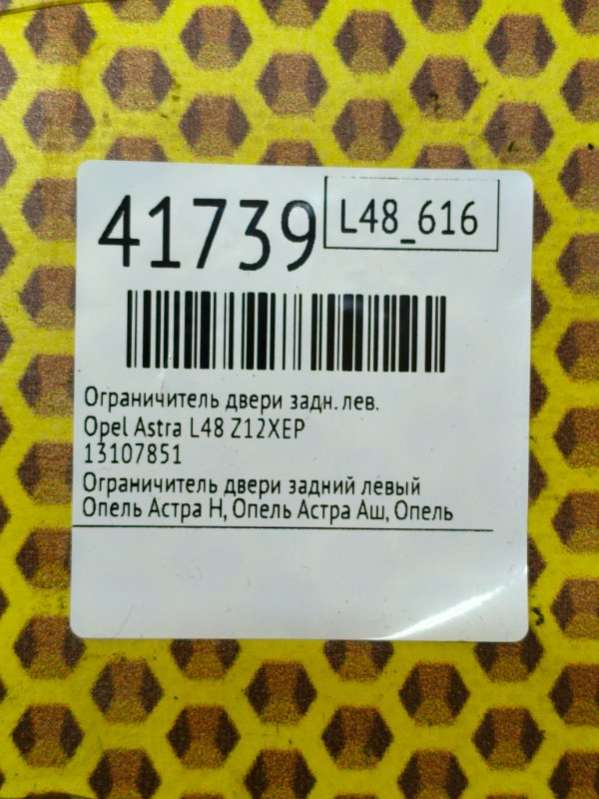 41739
L48_616
Ограничитель двери задн. лев.
Opel Astra L48 Z12XEP
13107851
Ограничитель двери задний левый
Опель Астра Н, Опель Астра Аш, Опель